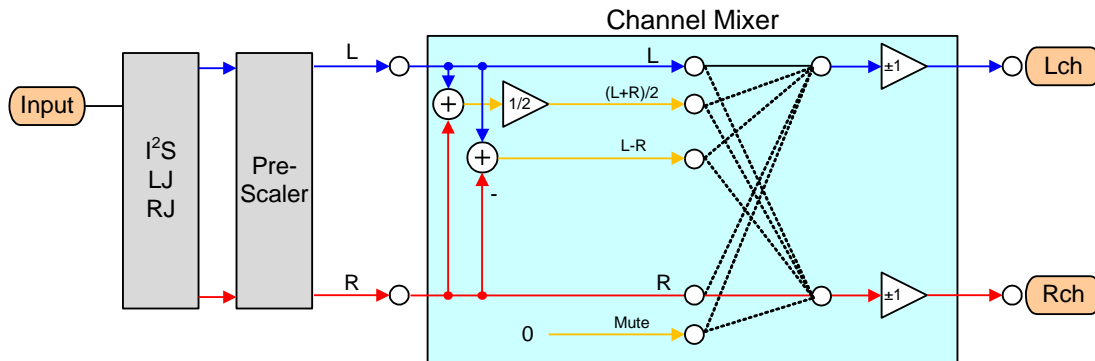 Channel Mixer
L
L
±1
Lch
Input
+
1/2
(L+R)/2
I²S
LJ
RJ
Pre-
Scaler
+
L-R
-
R
R
±1
Rch
0
Mute